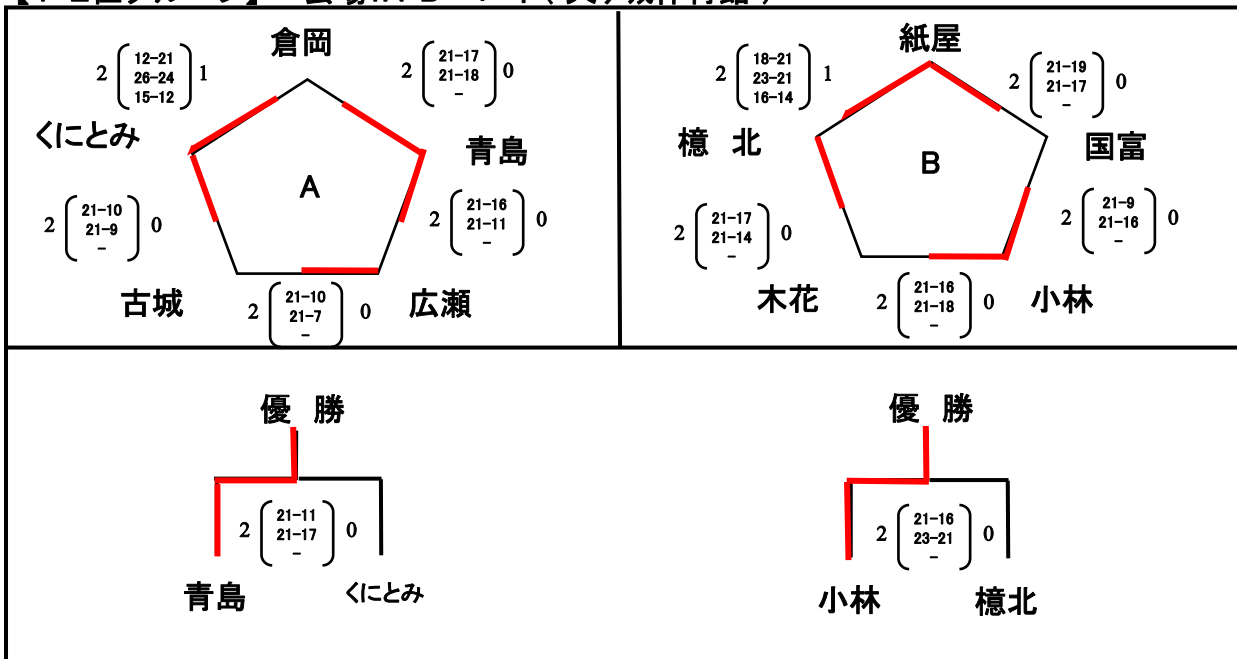 倉岡
2 12-21 1
26-24
15-12
2 21-17 0
21-18
-
くにとみ
青島
A
2 21-10 0
21-9
-
2 21-16 0
21-11
-
古城
2 21-10 0
21-7
-
広瀬
紙屋
2 18-21 1
23-21
16-14
2 21-19 0
21-17
-
檍 北
国富
B
2 21-17 0
21-14
-
2 21-9 0
21-16
-
木花
2 21-16 0
21-18
-
小林
優 勝
2 21-11 0
21-17
-
青島
くにとみ
優 勝
2 21-16 0
23-21
-
小林
檍北